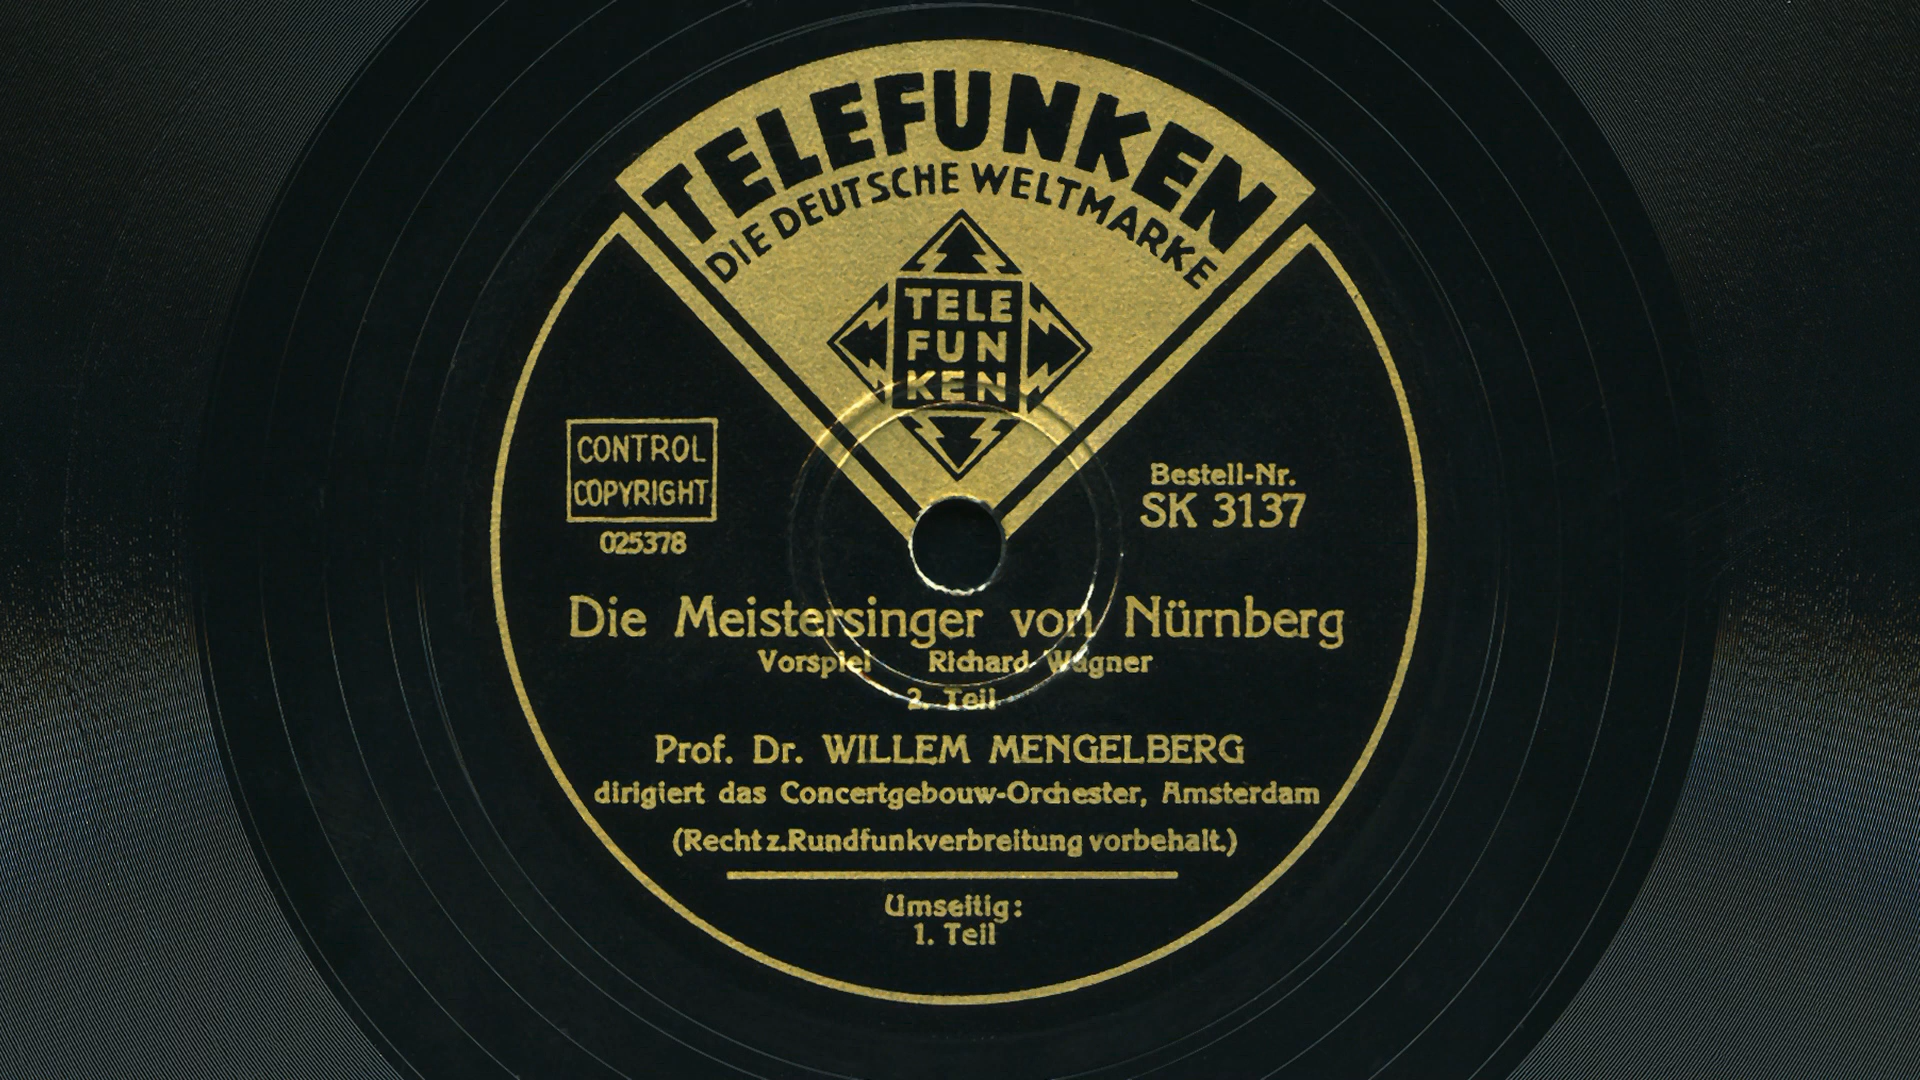 TELEFUNKEN
DIE DEUTSCHE WELTMARKE
TELE
FUN
KEN
CONTROL
COPYRIGHT
025378
Bestell-Nr.
SK 3137
Die Meistersinger von Nürnberg
Vorspiel Richard Wagner
2. Teil
Prof. Dr. WILLEM MENGELBERG
dirigiert das Concertgebouw-Orchester, Amsterdam
(Recht z. Rundfunkverbreitung vorbehalt.)
Umseitig:
1. Teil